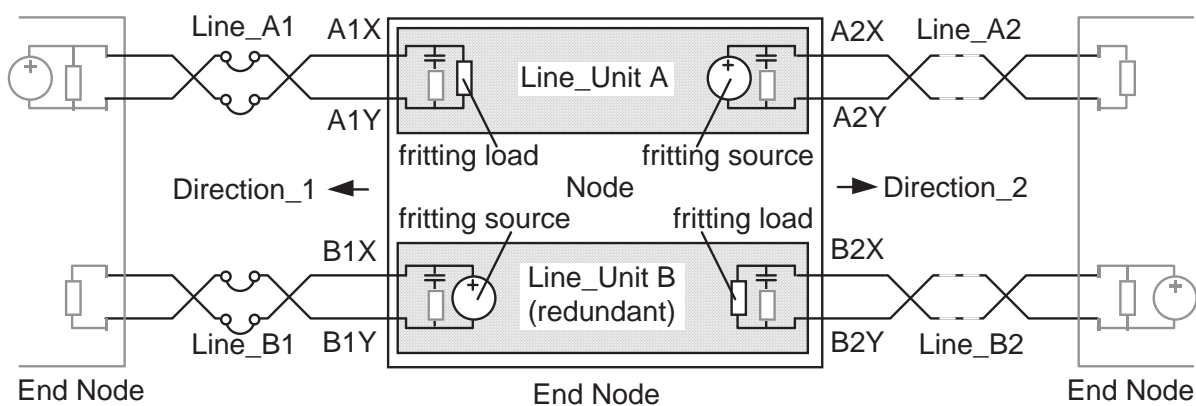 Line_A1 A1X A2X Line_A2
Line_Unit A
A1Y A2Y
fritting load fritting source
Direction_1 Node Direction_2
fritting source fritting load
B1X B2X
Line_Unit B
(redundant)
Line_B1 B1Y B2Y Line_B2
End Node End Node End Node